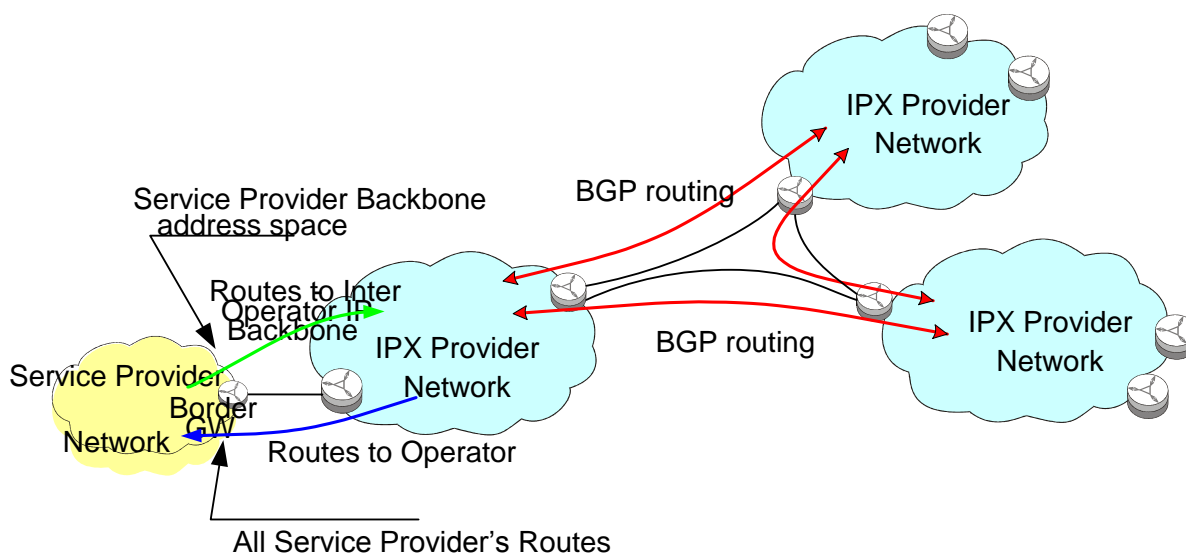 IPX Provider
Network
BGP routing
Service Provider Backbone
address space
Routes to Inter
Operator IP
Backbone
IPX Provider
Network
BGP routing
IPX Provider
Network
Service Provider
Network
Border
GW
Routes to Operator
All Service Provider’s Routes